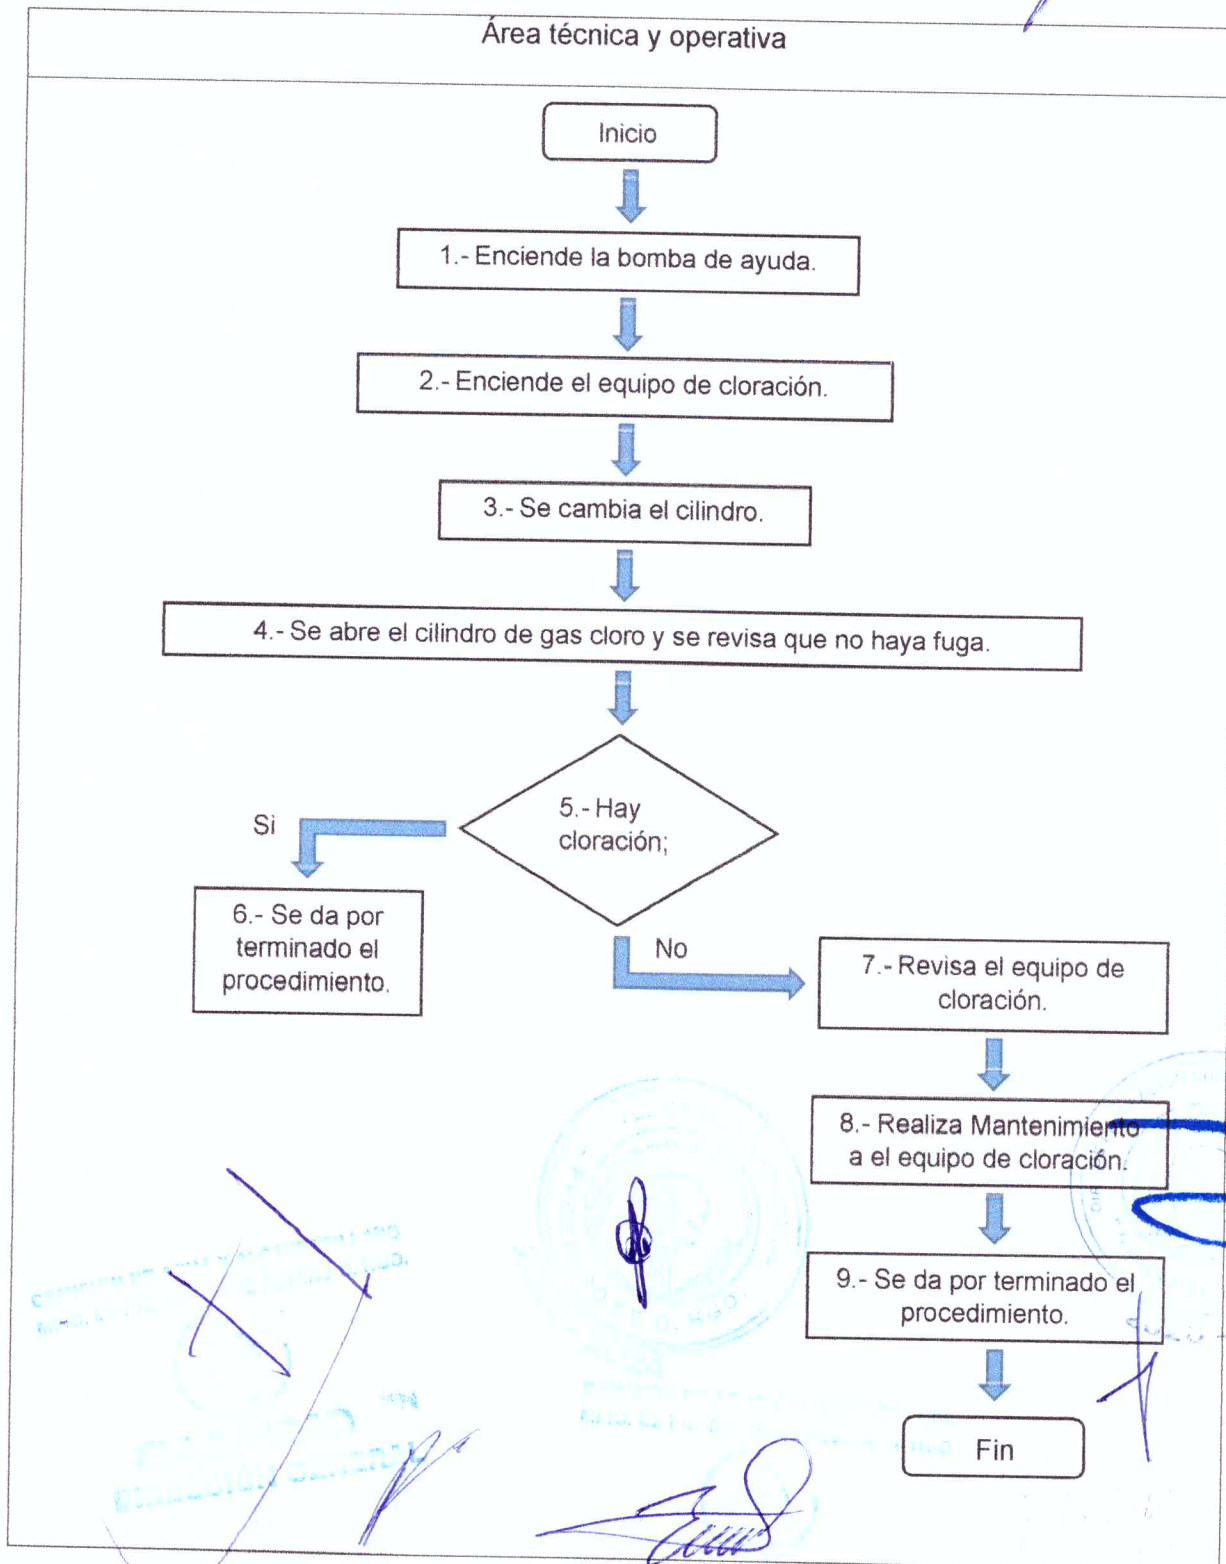 Área técnica y operativa
Inicio
1.- Enciende la bomba de ayuda.
2.- Enciende el equipo de cloración.
3.- Se cambia el cilindro.
4.- Se abre el cilindro de gas cloro y se revisa que no haya fuga.
5.- Hay
cloración;
Si
6.- Se da por
terminado el
procedimiento.
No
7.- Revisa el equipo de
cloración.
8.- Realiza Mantenimiento
a el equipo de cloración.
9.- Se da por terminado el
procedimiento.
Fin